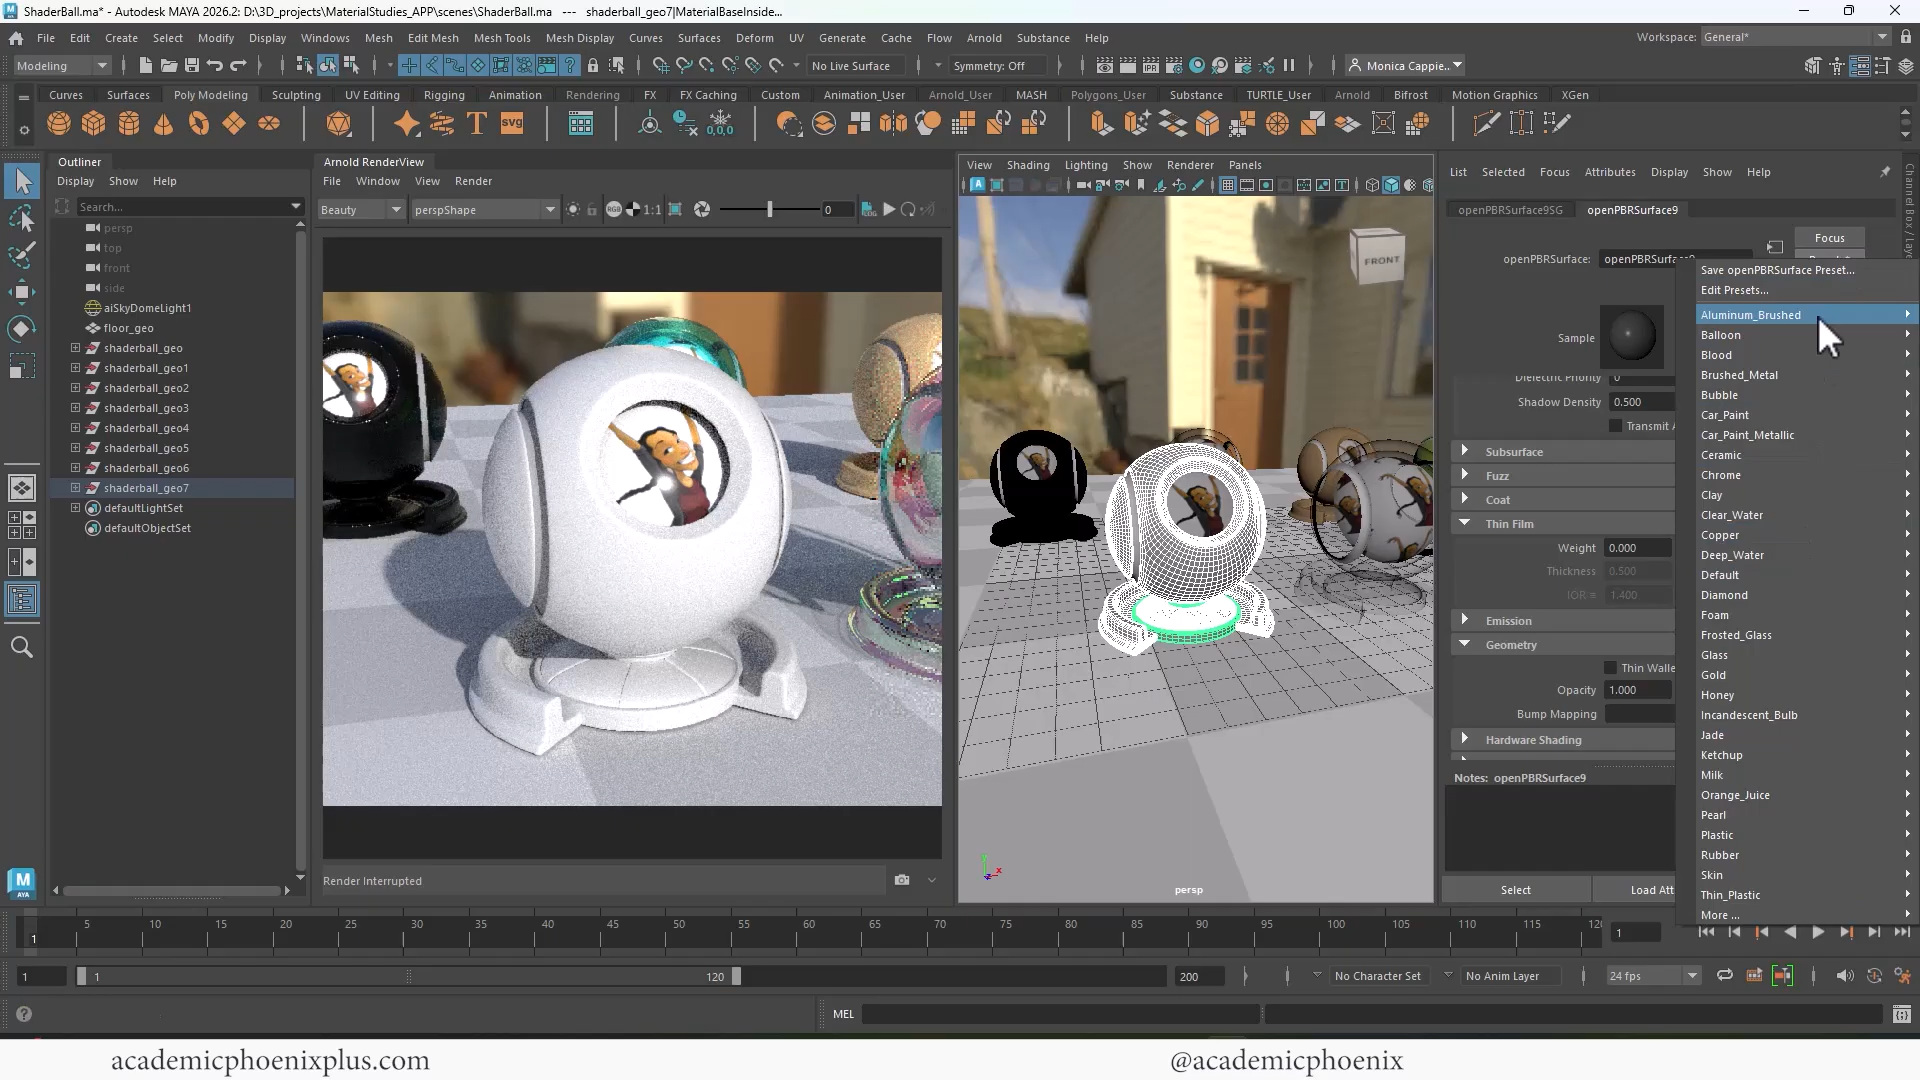 ShaderBall.ma* - Autodesk MAYA 2026.2: D:\3D_projects\MaterialStudies_APP\scenes\ShaderBall.ma --- shaderball_geo7|MaterialBaseInside...
File Edit Create Select Modify Display Windows Mesh Edit Mesh Mesh Tools Mesh Display Curves Surfaces Deform UV Generate Cache Flow Arnold Substance Help
Workspace: General*
Modeling
No Live Surface
Symmetry: Off
Monica Cappie...
Curves Surfaces Poly Modeling Sculpting UV Editing Rigging Animation Rendering FX FX Caching Custom Animation_User Arnold_User MASH Polygons_User Substance TURTLE_User Arnold Bifrost Motion Graphics XGen
Outliner
Display Show Help
Search...
persp
top
front
side
aiSkyDomeLight1
floor_geo
shaderball_geo
shaderball_geo1
shaderball_geo2
shaderball_geo3
shaderball_geo4
shaderball_geo5
shaderball_geo6
shaderball_geo7
defaultLightSet
defaultObjectSet
Arnold RenderView
File Window View Render
Beauty perspShape 1:1 0
Render Interrupted
View Shading Lighting Show Renderer Panels
FRONT
persp
List Selected Focus Attributes Display Show Help
openPBRSurface9SG openPBRSurface9
Focus
openPBRSurface: openPBRSurface9
Sample
Dielectric Priority 0
Shadow Density 0.500
Transmit A
Subsurface
Fuzz
Coat
Thin Film
Weight 0.000
Thickness 0.500
IOR = 1.400
Emission
Geometry
Thin Walle
Opacity 1.000
Bump Mapping
Hardware Shading
Notes: openPBRSurface9
Select
Load Att
Save openPBRSurface Preset...
Edit Presets...
Aluminum_Brushed
Balloon
Blood
Brushed_Metal
Bubble
Car_Paint
Car_Paint_Metallic
Ceramic
Chrome
Clay
Clear_Water
Copper
Deep_Water
Default
Diamond
Foam
Frosted_Glass
Glass
Gold
Honey
Incandescent_Bulb
Jade
Ketchup
Milk
Orange_Juice
Pearl
Plastic
Rubber
Skin
Thin_Plastic
More ...
Channel Box / Lay
1 5 10 15 20 25 30 35 40 45 50 55 60 65 70 75 80 85 90 95 100 105 110 115 120
1
1 1 120 200
No Character Set
No Anim Layer
24 fps
MEL
academicphoenixplus.com
@academicphoenix